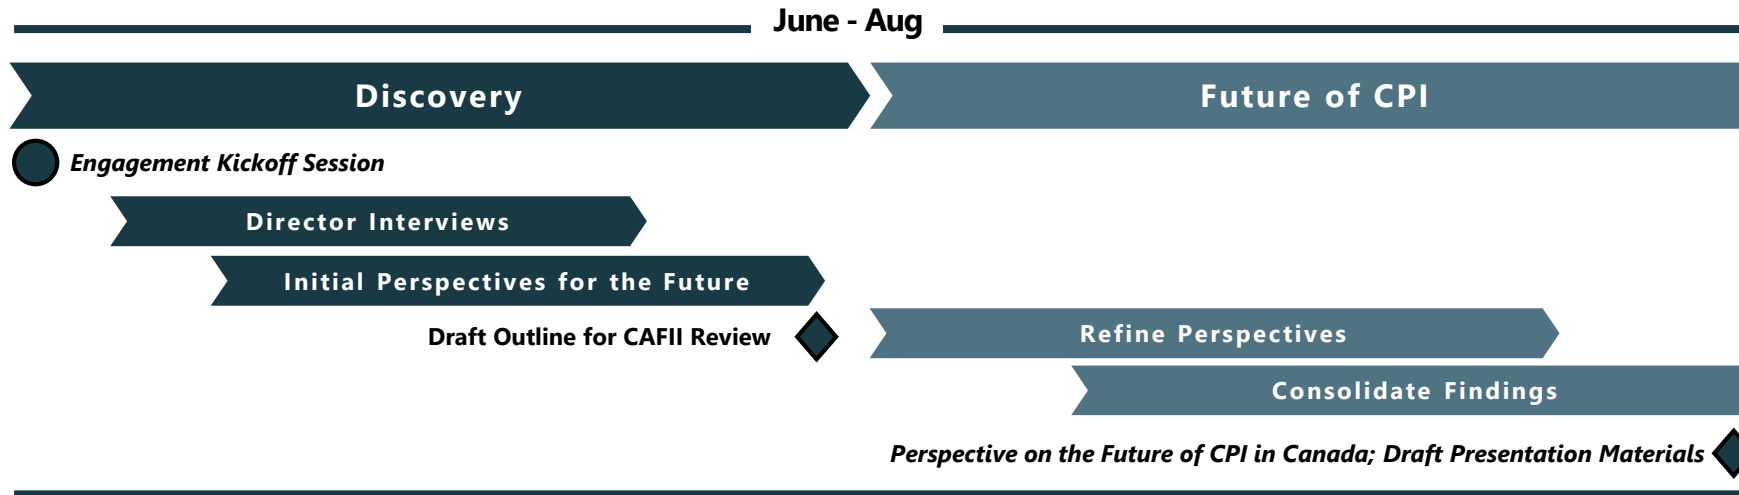 June - Aug
Discovery
Future of CPI
Engagement Kickoff Session
Director Interviews
Initial Perspectives for the Future
Draft Outline for CAFII Review
Refine Perspectives
Consolidate Findings
Perspective on the Future of CPI in Canada; Draft Presentation Materials